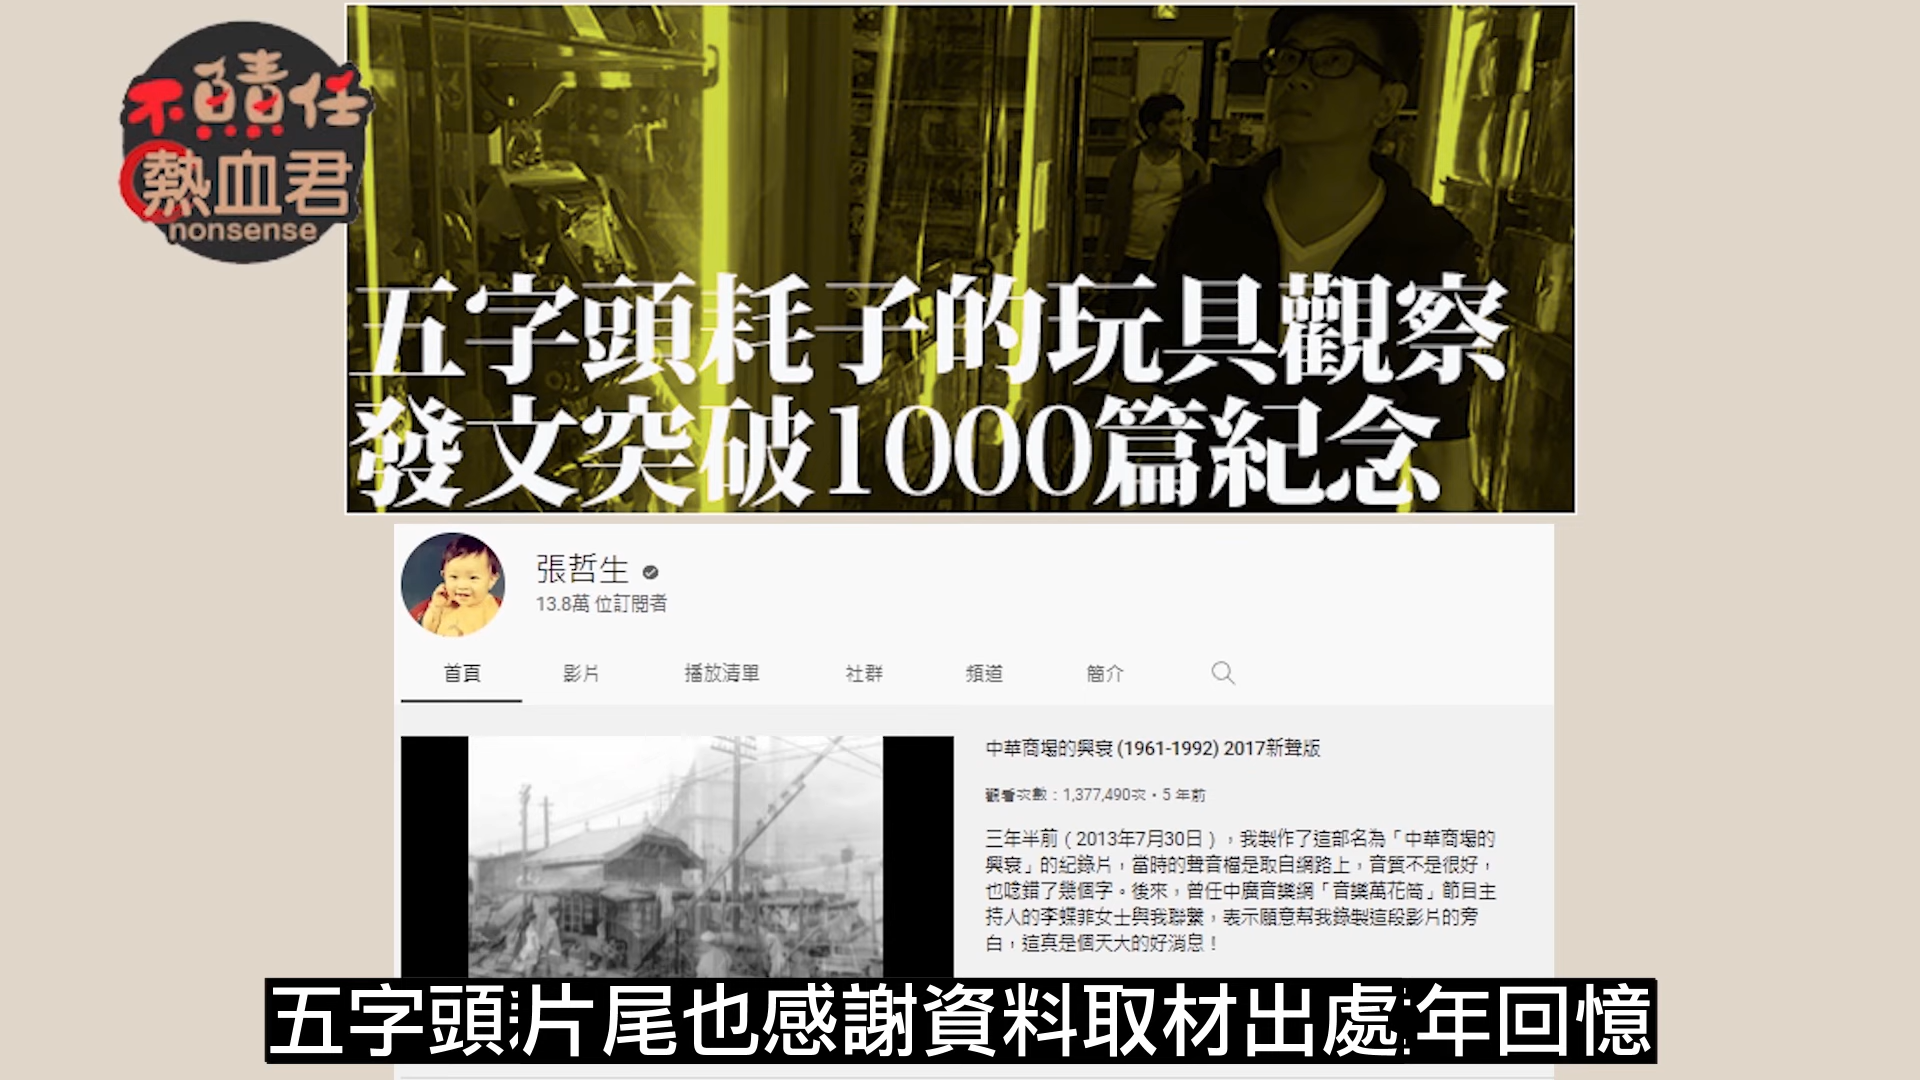 不負責任
熱血君
nonsense
五字頭耗子的玩具觀察
發文突破1000篇紀念
張哲生
13.8萬 位訂閱者
首頁 影片 播放清單 社群 頻道 簡介
中華商場的興衰 (1961-1992) 2017新聲版
觀看次數：1,377,490次・5 年前
三年半前（2013年7月30日），我製作了這部名為「中華商場的
興衰」的紀錄片，當時的聲音檔是取自網路上，音質不是很好，
也唸錯了幾個字。後來，曾任中廣音樂網「音樂萬花筒」節目主
持人的李蝶菲女士與我聯繫，表示願意幫我錄製這段影片的旁
白，這真是個天大的好消息！
五字頭 片尾也感謝資料取材出處 年回憶